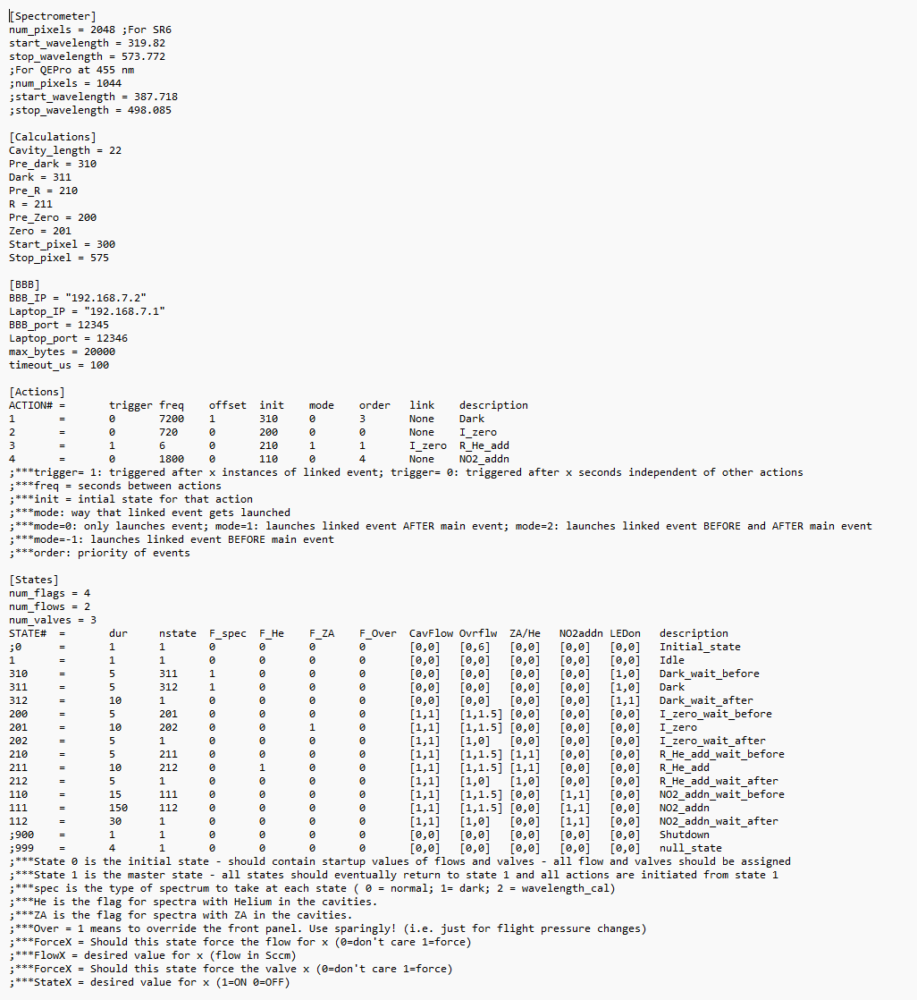 [Spectrometer]
num_pixels = 2048 ;For SR6
start_wavelength = 319.82
stop_wavelength = 573.772
;For QEPro at 455 nm
;num_pixels = 1044
;start_wavelength = 387.718
;stop_wavelength = 498.085
[Calculations]
Cavity_length = 22
Pre_dark = 310
Dark = 311
Pre_R = 210
R = 211
Pre_Zero = 200
Zero = 201
Start_pixel = 300
Stop_pixel = 575
[BBB]
BBB_IP = "192.168.7.2"
Laptop_IP = "192.168.7.1"
BBB_port = 12345
Laptop_port = 12346
max_bytes = 20000
timeout_us = 100
[Actions]
ACTION# = trigger freq offset init mode order link description
1 = 0 7200 1 310 0 3 None Dark
2 = 0 720 0 200 0 0 None I_zero
3 = 1 6 0 210 1 1 I_zero R_He_add
4 = 0 1800 0 110 0 4 None NO2_addn
;***trigger= 1: triggered after x instances of linked event; trigger= 0: triggered after x seconds independent of other actions
;***freq = seconds between actions
;***init = intial state for that action
;***mode: way that linked event gets launched
;***mode=0: only launches event; mode=1: launches linked event AFTER main event; mode=2: launches linked event BEFORE and AFTER main event
;***mode=-1: launches linked event BEFORE main event
;***order: priority of events
[States]
num_flags = 4
num_flows = 2
num_valves = 3
STATE# = dur nstate F_spec F_He F_ZA F_Over CavFlow Ovrflw ZA/He NO2addn LEDon description
;0 = 1 1 0 0 0 0 [0,0] [0,6] [0,0] [0,0] [0,0] Initial_state
1 = 1 1 0 0 0 0 [0,0] [0,0] [0,0] [0,0] [0,0] Idle
310 = 5 311 1 0 0 0 [0,0] [0,0] [0,0] [0,0] [1,0] Dark_wait_before
311 = 5 312 1 0 0 0 [0,0] [0,0] [0,0] [0,0] [1,0] Dark
312 = 10 1 0 0 0 0 [0,0] [0,0] [0,0] [0,0] [1,1] Dark_wait_after
200 = 5 201 0 0 0 0 [1,1] [1,1.5] [0,0] [0,0] [0,0] I_zero_wait_before
201 = 10 202 0 0 1 0 [1,1] [1,1.5] [0,0] [0,0] [0,0] I_zero
202 = 5 1 0 0 0 0 [1,1] [1,0] [0,0] [0,0] [0,0] I_zero_wait_after
210 = 5 211 0 0 0 0 [1,1] [1,1.5] [1,1] [0,0] [0,0] R_He_add_wait_before
211 = 10 212 0 1 0 0 [1,1] [1,1.5] [1,1] [0,0] [0,0] R_He_add
212 = 5 1 0 0 0 0 [1,1] [1,0] [1,0] [0,0] [0,0] R_He_add_wait_after
110 = 15 111 0 0 0 0 [1,1] [1,1.5] [0,0] [1,1] [0,0] NO2_addn_wait_before
111 = 150 112 0 0 0 0 [1,1] [1,1.5] [0,0] [1,1] [0,0] NO2_addn
112 = 30 1 0 0 0 0 [1,1] [1,0] [0,0] [1,1] [0,0] NO2_addn_wait_after
;900 = 1 1 0 0 0 0 [0,0] [0,0] [0,0] [0,0] [0,0] Shutdown
;999 = 4 1 0 0 0 0 [0,0] [0,0] [0,0] [0,0] [0,0] null_state
;***State 0 is the initial state - should contain startup values of flows and valves - all flow and valves should be assigned
;***State 1 is the master state - all states should eventually return to state 1 and all actions are initiated from state 1
;***spec is the type of spectrum to take at each state ( 0 = normal; 1= dark; 2 = wavelength_cal)
;***He is the flag for spectra with Helium in the cavities.
;***ZA is the flag for spectra with ZA in the cavities.
;***Over = 1 means to override the front panel. Use sparingly! (i.e. just for flight pressure changes)
;***ForceX = Should this state force the flow for x (0=don't care 1=force)
;***FlowX = desired value for x (flow in Sccm)
;***ForceX = Should this state force the valve x (0=don't care 1=force)
;***StateX = desired value for x (1=ON 0=OFF)